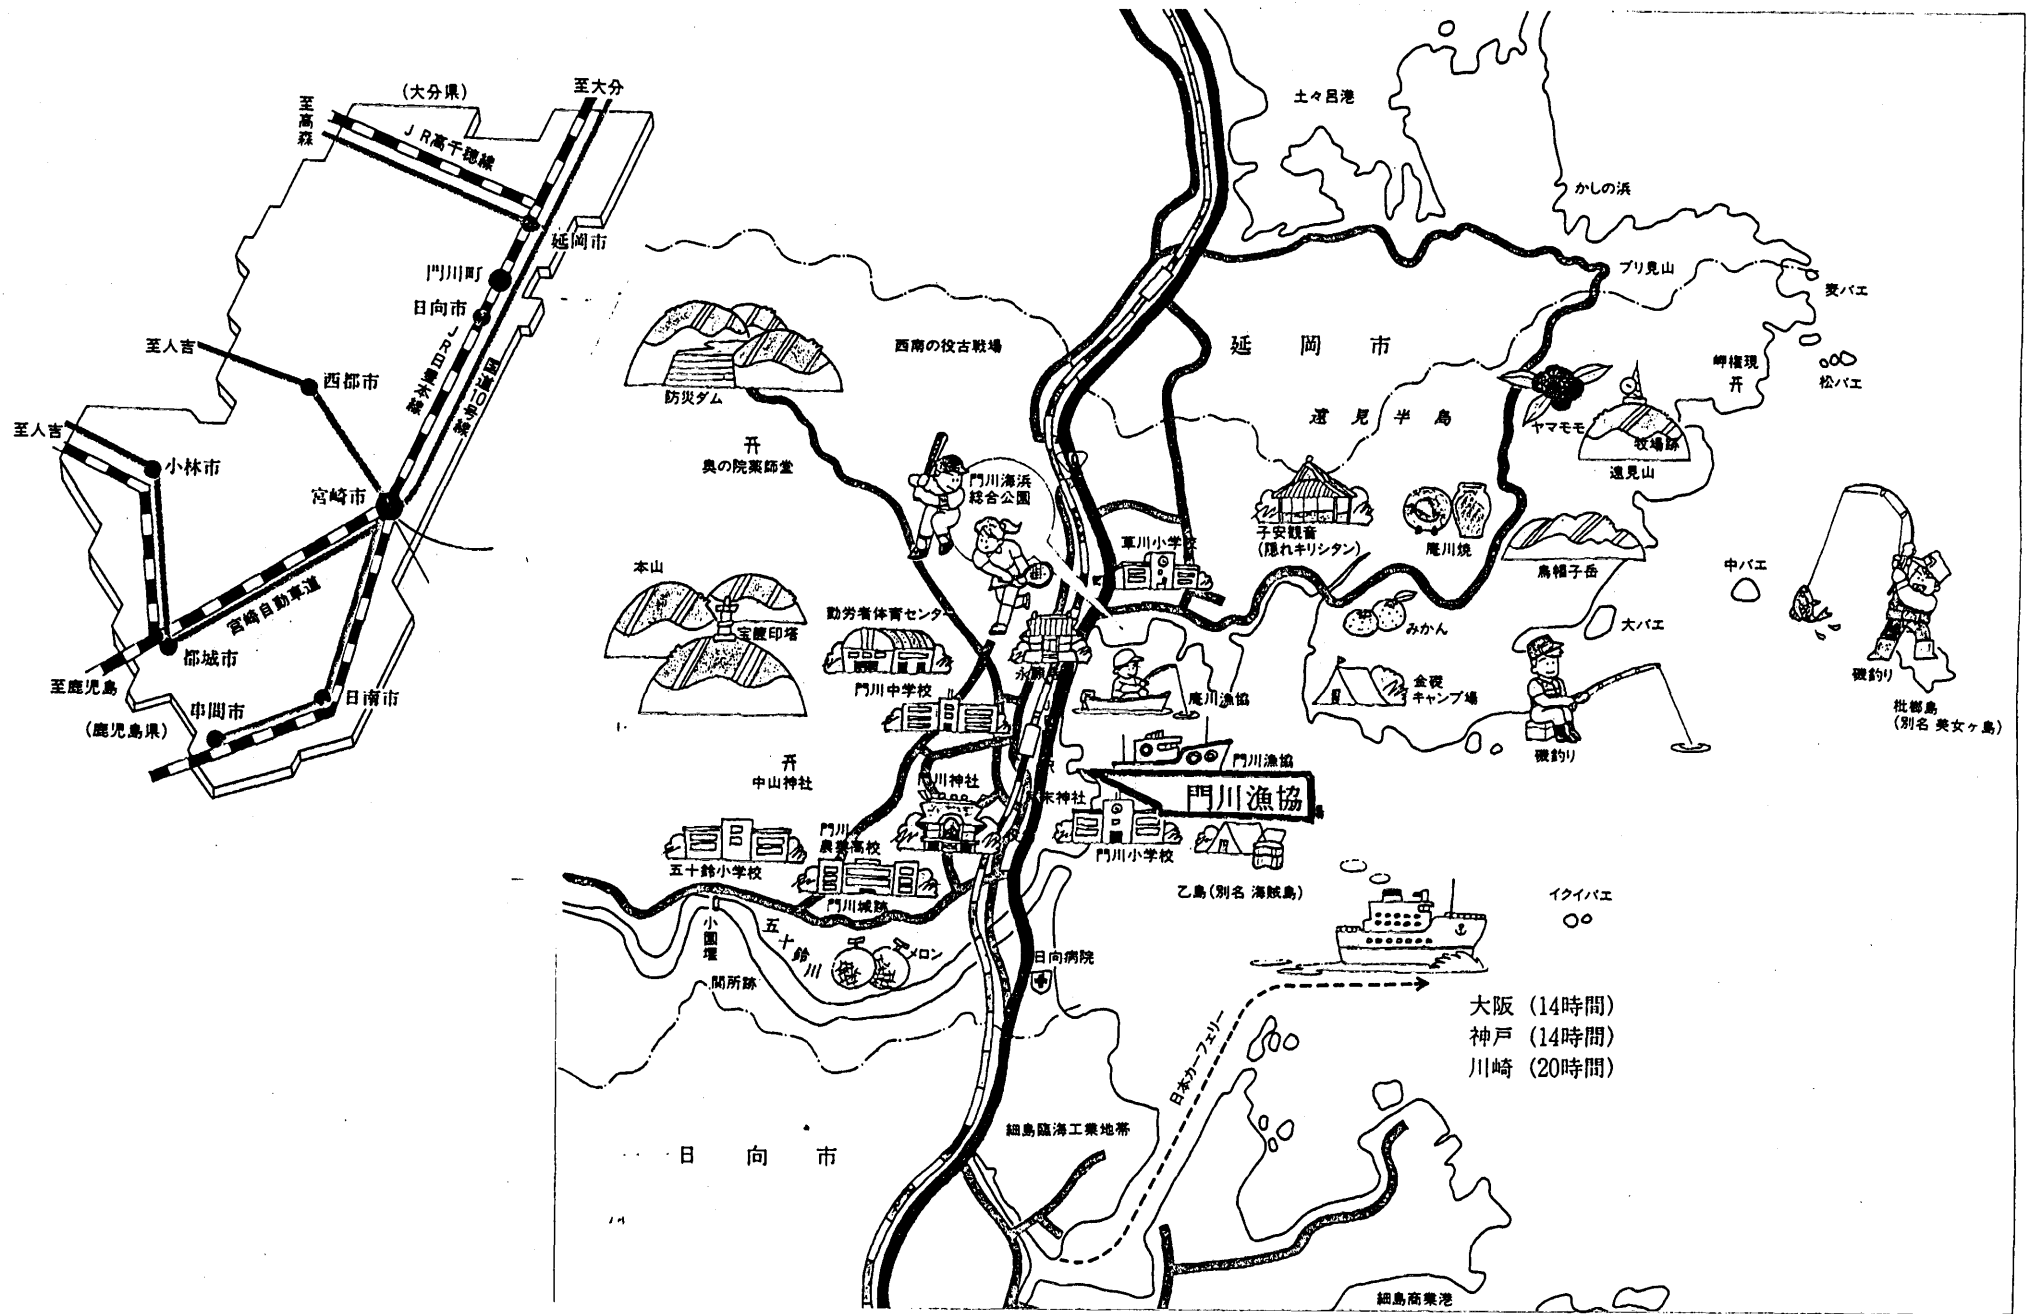 (大分県)
至大分
至高森
JR高千穂線
延岡市
門川町
日向市
JR日豊本線
国道10号線
至人吉
西都市
至人吉
小林市
宮崎市
宮崎自動車道
都城市
至鹿児島
(鹿児島県)
串間市
日南市
土々呂港
かしの浜
ブリ見山
麦バエ
松バエ
岬権現
延岡市
遠見半島
西南の役古戦場
防災ダム
奥の院薬師堂
門川海浜
総合公園
ヤマモモ
牧場跡
遠見山
草川小学校
子安観音
(隠れキリシタン)
庵川焼
烏帽子岳
中バエ
大バエ
みかん
本山
宝篋印塔
勤労者体育センター
門川中学校
永願寺
庵川漁協
金磯
キャンプ場
磯釣り
磯釣り
枇榔島
(別名 美女ヶ島)
中山神社
門川神社
駅
尾末神社
門川漁協
門川漁協
門川小学校
五十鈴小学校
門川
農業高校
門川城跡
乙島(別名 海賊島)
イクイバエ
小園堰
五十鈴川
メロン
関所跡
日向病院
大阪 (14時間)
神戸 (14時間)
川崎 (20時間)
日本カーフェリー
細島臨海工業地帯
日向市
細島商業港